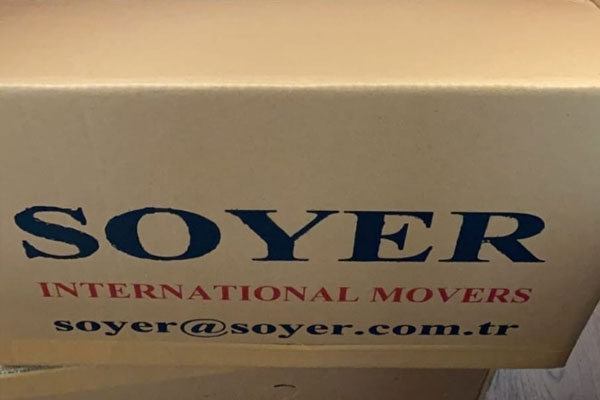 SOYER
INTERNATIONAL MOVERS
soyer@soyer.com.tr